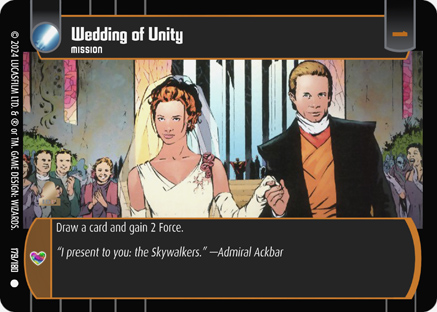 Wedding of Unity
MISSION
Draw a card and gain 2 Force.
“I present to you: the Skywalkers.” —Admiral Ackbar
© 2024 LUCASFILM LTD. & ® or TM. GAME DESIGN: WIZARDS.
179/180